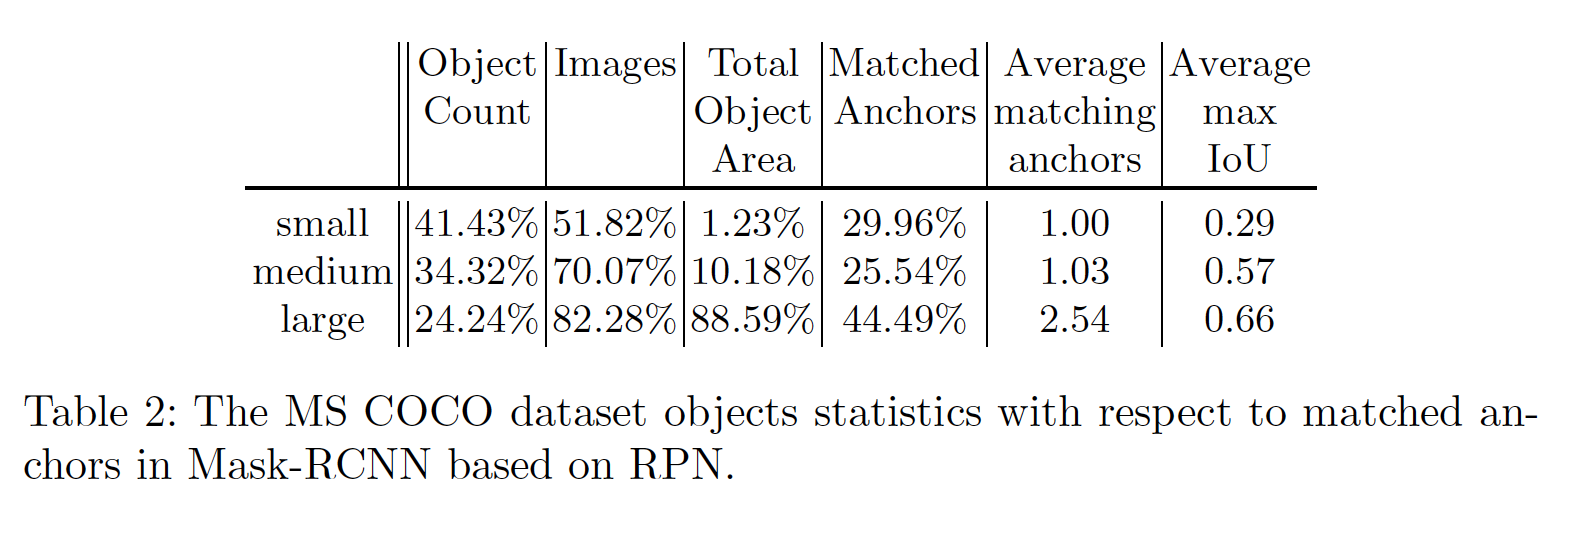 Object Images Total Matched Average Average
Count Object Anchors matching max
Area anchors IoU
small 41.43% 51.82% 1.23% 29.96% 1.00 0.29
medium 34.32% 70.07% 10.18% 25.54% 1.03 0.57
large 24.24% 82.28% 88.59% 44.49% 2.54 0.66
Table 2: The MS COCO dataset objects statistics with respect to matched an-
chors in Mask-RCNN based on RPN.